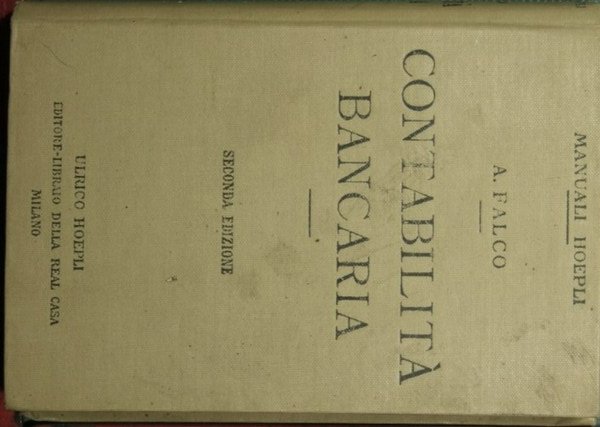 MANUALI HOEPLI
A. FALCO
CONTABILITÀ
BANCARIA
SECONDA EDIZIONE
ULRICO HOEPLI
EDITORE-LIBRAIO DELLA REAL CASA
MILANO